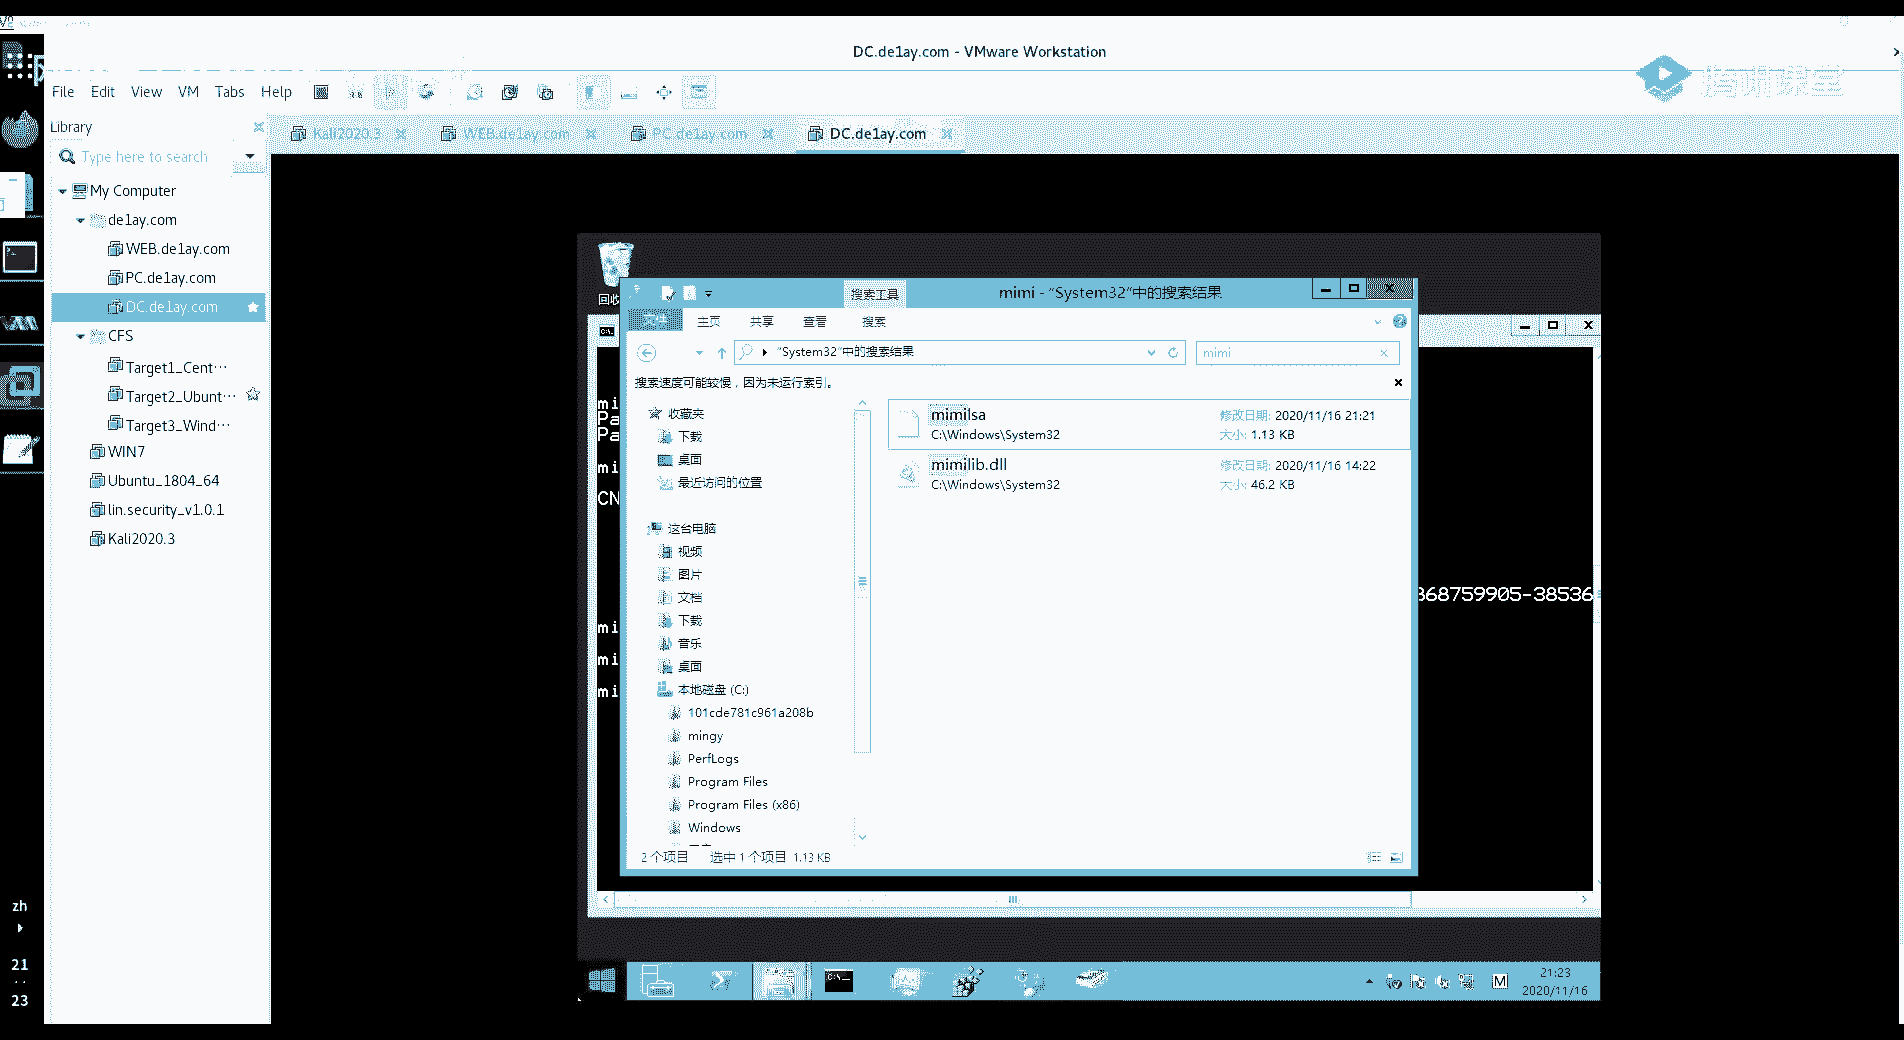 DC.de1ay.com - VMware Workstation
腾讯课堂
File Edit View VM Tabs Help
Library
Kali2020.3 WEB.de1ay.com PC.de1ay.com DC.de1ay.com
Type here to search
My Computer
de1ay.com
WEB.de1ay.com
PC.de1ay.com
DC.de1ay.com
CFS
Target1_Cent…
Target2_Ubunt…
Target3_Wind…
WIN7
Ubuntu_1804_64
lin.security_v1.0.1
Kali2020.3
zh
21
23
回收
搜索工具
mimi - "System32"中的搜索结果
文件 主页 共享 查看 搜索
"System32"中的搜索结果
mimi
搜索速度可能较慢，因为未运行索引。
收藏夹
下载
桌面
最近访问的位置
这台电脑
视频
图片
文档
下载
音乐
桌面
本地磁盘 (C:)
101cde781c961a208b
mingy
PerfLogs
Program Files
Program Files (x86)
Windows
mimilsa
修改日期: 2020/11/16 21:21
C:\Windows\System32
大小: 1.13 KB
mimilib.dll
修改日期: 2020/11/16 14:22
C:\Windows\System32
大小: 46.2 KB
2 个项目 选中 1 个项目 1.13 KB
mi
Pa
Pa
mi
CN
368759905-38536
mi
mi
mi
21:23
2020/11/16